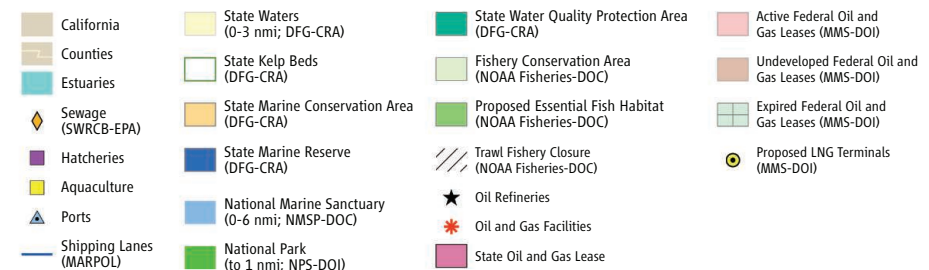 California
Counties
Estuaries
Sewage
(SWRCB-EPA)
Hatcheries
Aquaculture
Ports
Shipping Lanes
(MARPOL)
State Waters
(0-3 nmi; DFG-CRA)
State Kelp Beds
(DFG-CRA)
State Marine Conservation Area
(DFG-CRA)
State Marine Reserve
(DFG-CRA)
National Marine Sanctuary
(0-6 nmi; NMSP-DOC)
National Park
(to 1 nmi; NPS-DOI)
State Water Quality Protection Area
(DFG-CRA)
Fishery Conservation Area
(NOAA Fisheries-DOC)
Proposed Essential Fish Habitat
(NOAA Fisheries-DOC)
Trawl Fishery Closure
(NOAA Fisheries-DOC)
Oil Refineries
Oil and Gas Facilities
State Oil and Gas Lease
Active Federal Oil and
Gas Leases (MMS-DOI)
Undeveloped Federal Oil and
Gas Leases (MMS-DOI)
Expired Federal Oil and
Gas Leases (MMS-DOI)
Proposed LNG Terminals
(MMS-DOI)